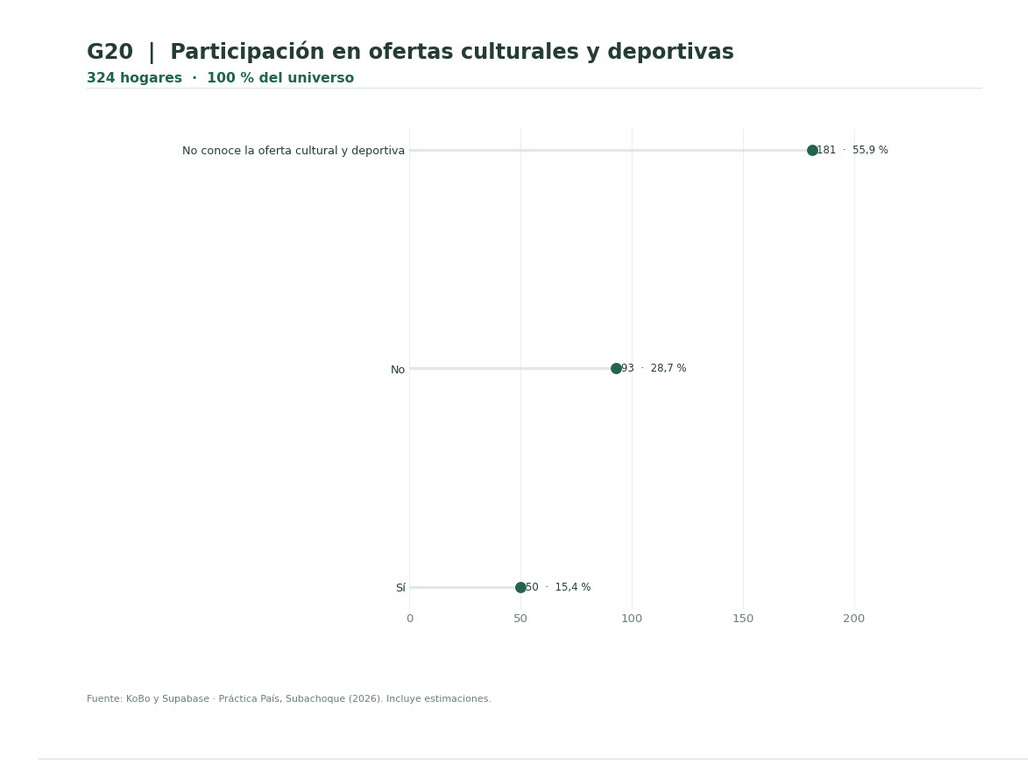 G20 | Participación en ofertas culturales y deportivas
324 hogares · 100 % del universo
No conoce la oferta cultural y deportiva 181 · 55,9 %
No 93 · 28,7 %
Sí 50 · 15,4 %
0 50 100 150 200
Fuente: KoBo y Supabase · Práctica País, Subachoque (2026). Incluye estimaciones.